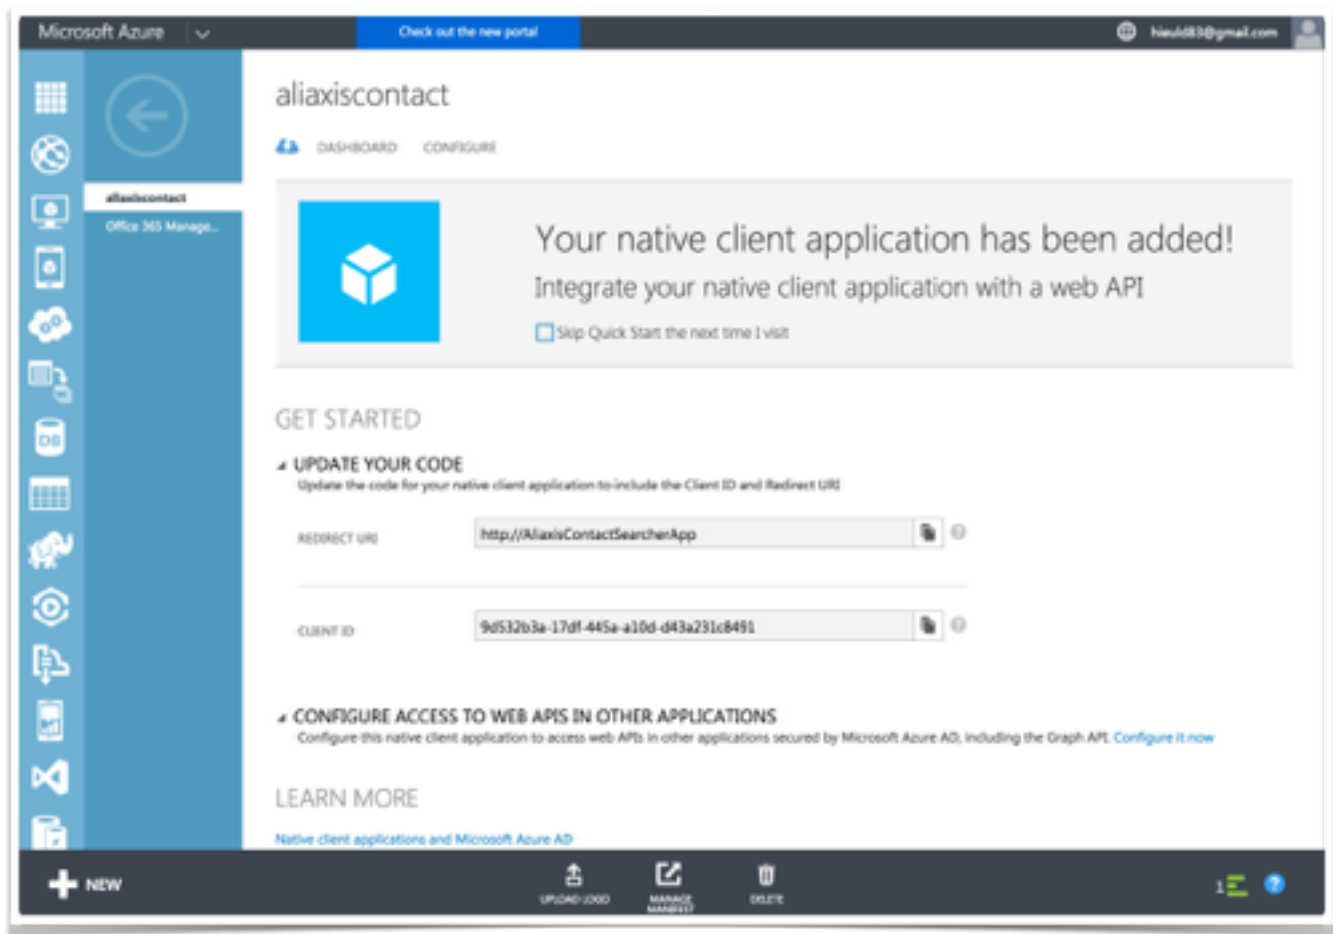 Microsoft Azure
Check out the new portal
hieuld83@gmail.com
aliaxiscontact
DASHBOARD CONFIGURE
aliaxiscontact
Office 365 Manage...
Your native client application has been added!
Integrate your native client application with a web API
Skip Quick Start the next time I visit
GET STARTED
UPDATE YOUR CODE
Update the code for your native client application to include the Client ID and Redirect URI
REDIRECT URI
http://AliaxisContactSearcherApp
CLIENT ID
9d532b3a-17df-445a-a10d-d43a231c8491
CONFIGURE ACCESS TO WEB APIS IN OTHER APPLICATIONS
Configure this native client application to access web APIs in other applications secured by Microsoft Azure AD, including the Graph API. Configure it now
LEARN MORE
Native client applications and Microsoft Azure AD
DB
NEW
UPLOAD LOGO
MANAGE MANIFEST
DELETE
1
?